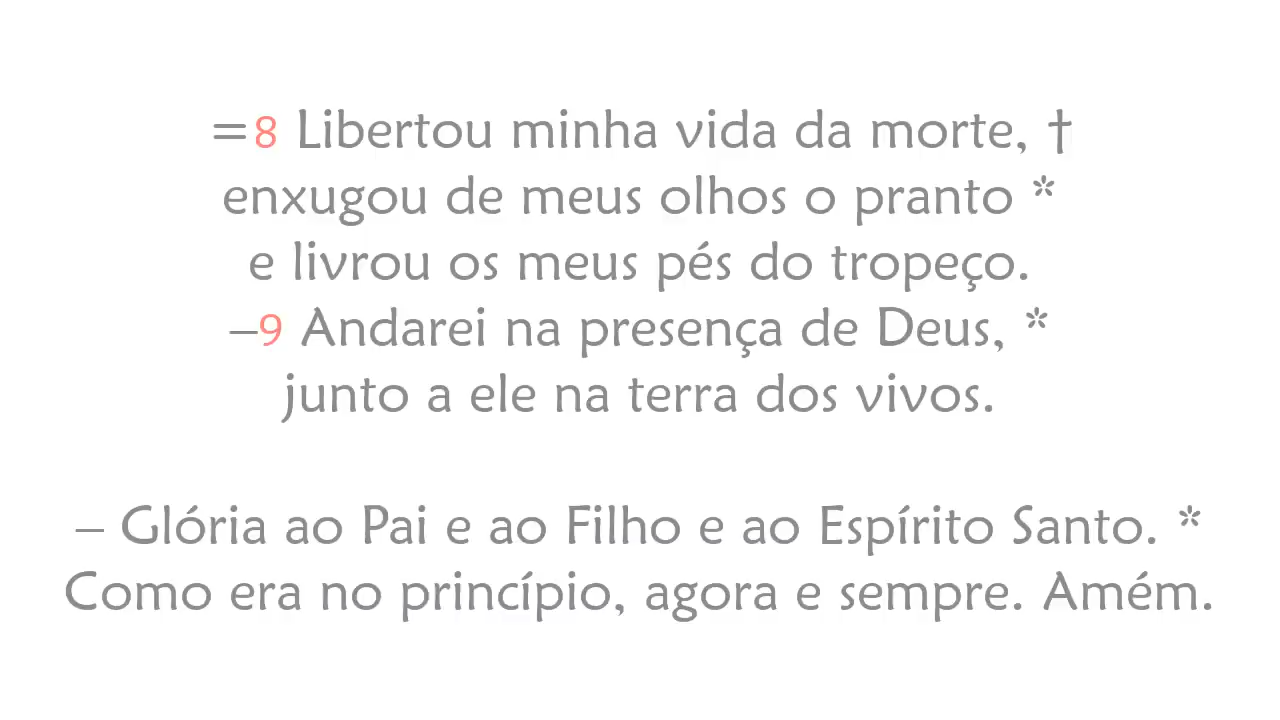 =8 Libertou minha vida da morte, †
enxugou de meus olhos o pranto *
e livrou os meus pés do tropeço.
–9 Andarei na presença de Deus, *
junto a ele na terra dos vivos.
– Glória ao Pai e ao Filho e ao Espírito Santo. *
Como era no princípio, agora e sempre. Amém.